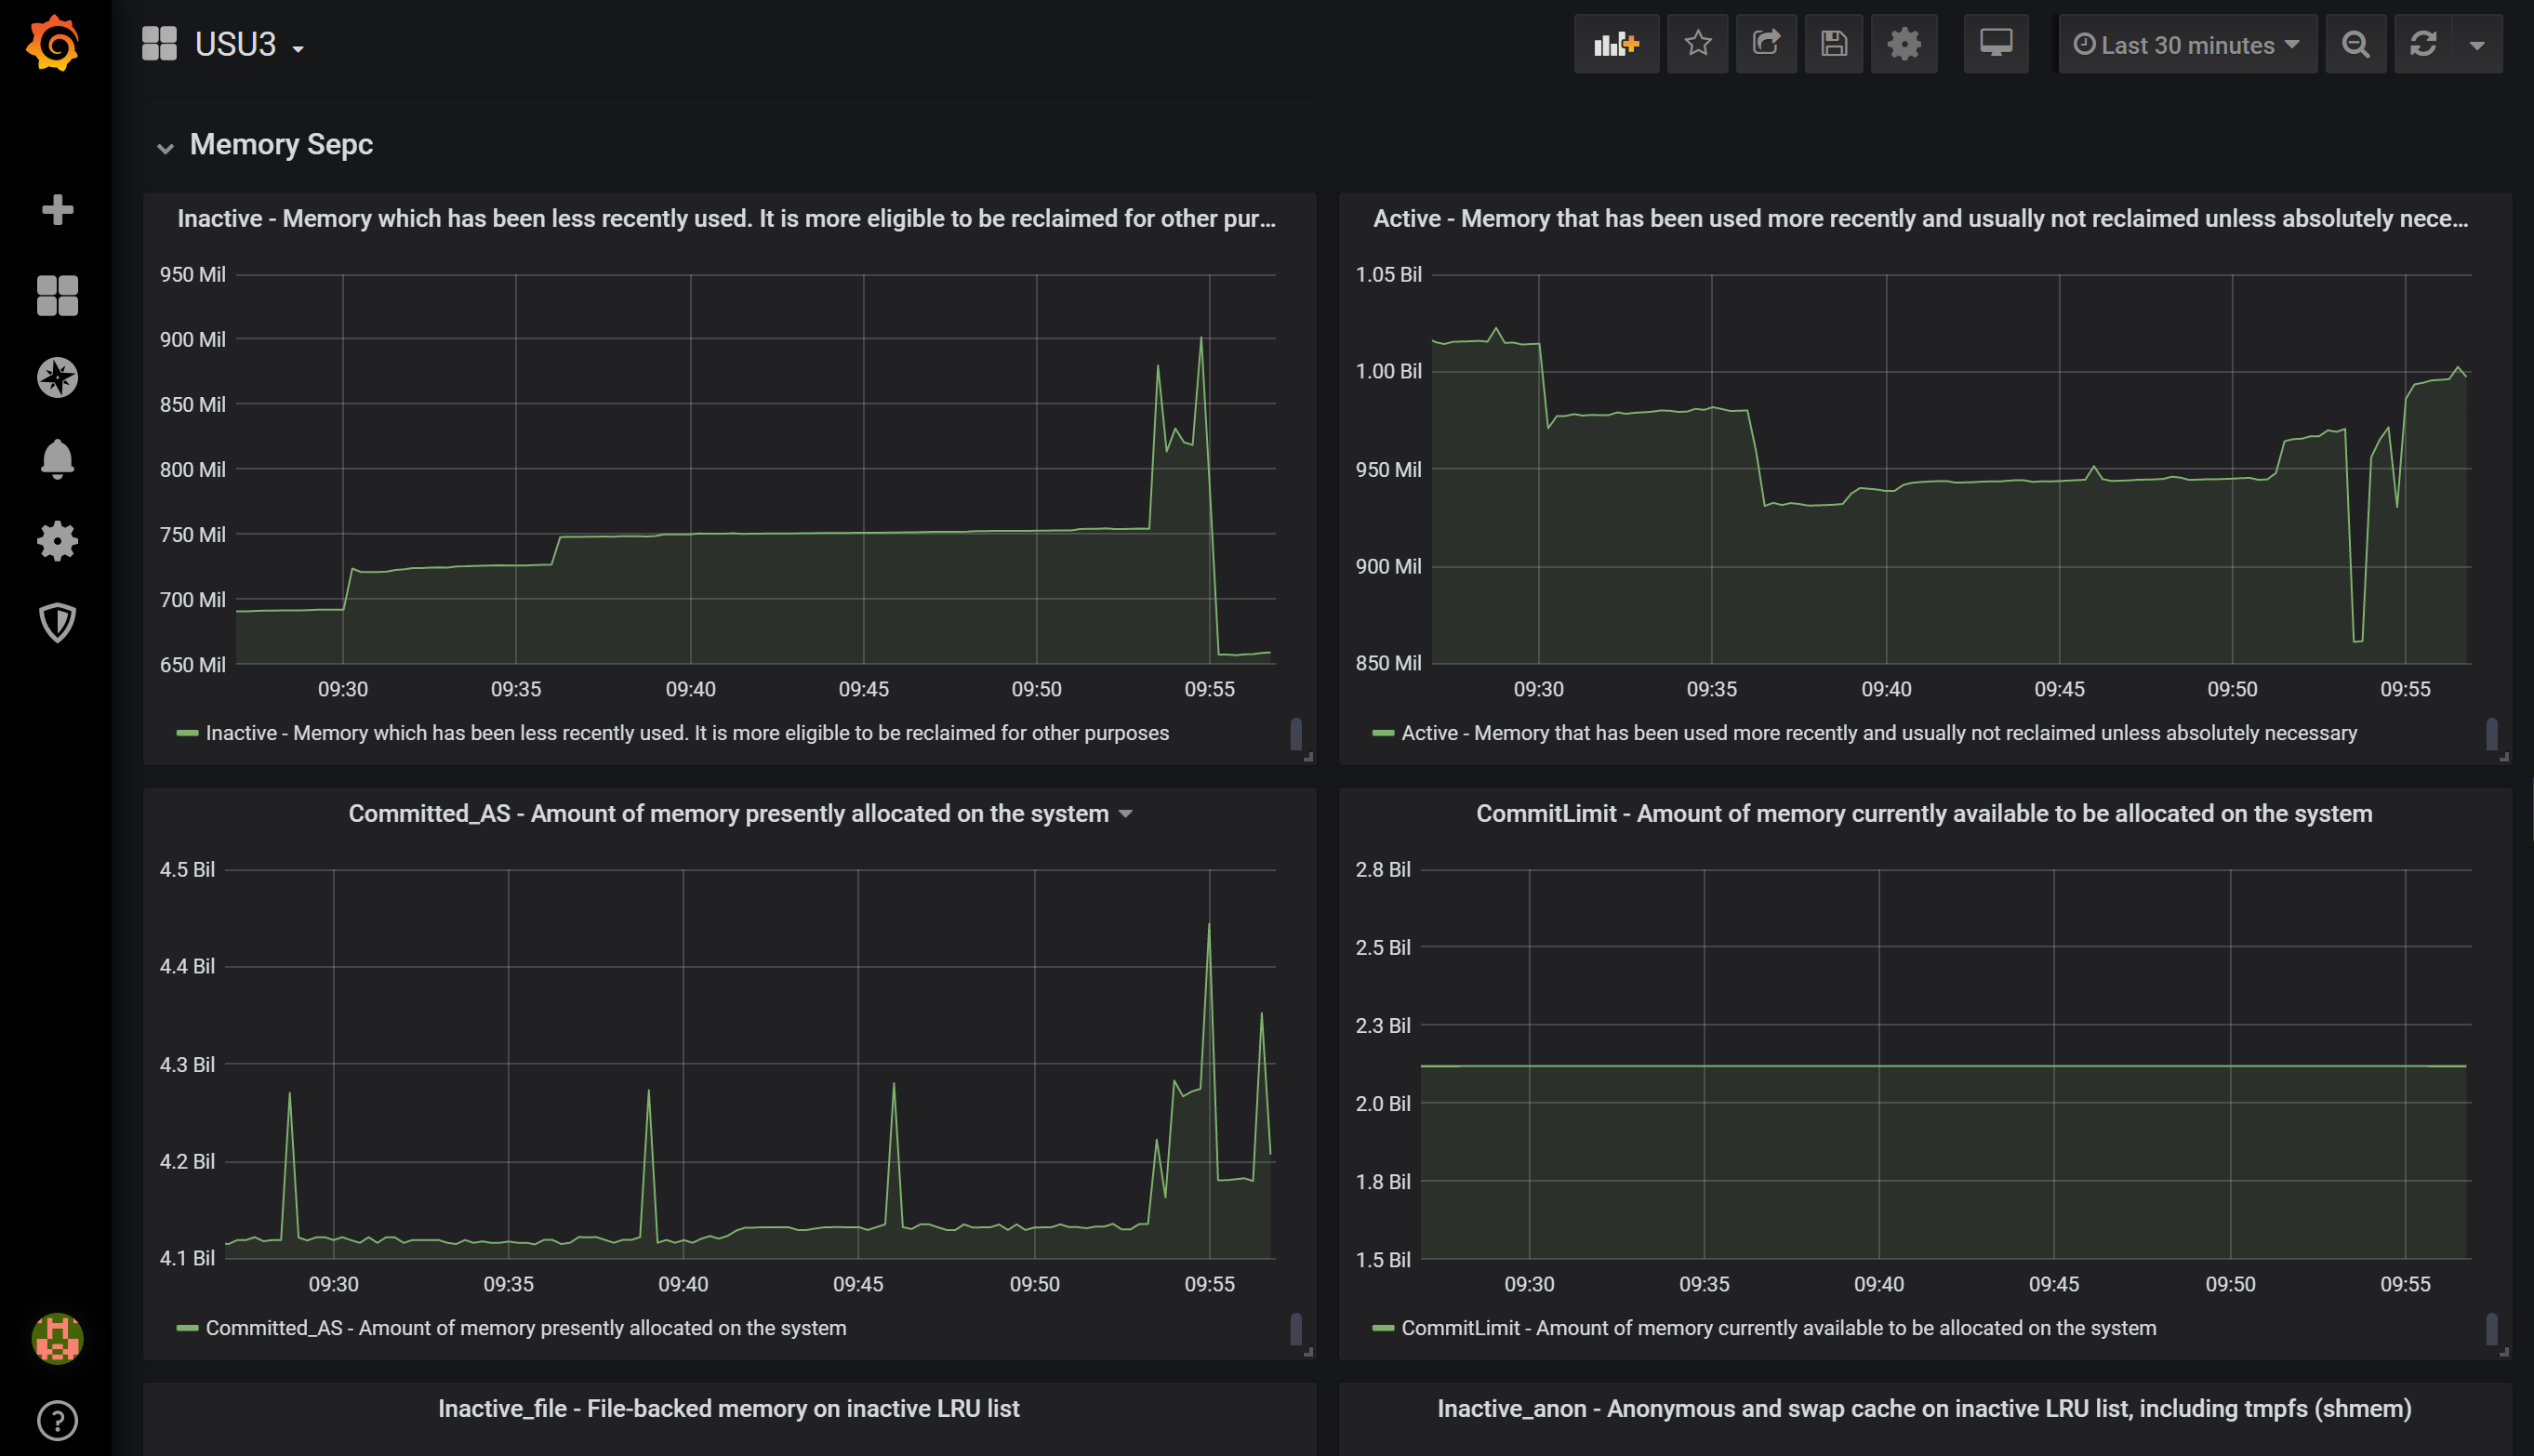 USU3
Last 30 minutes
Memory Sepc
Inactive - Memory which has been less recently used. It is more eligible to be reclaimed for other pur...
950 Mil
900 Mil
850 Mil
800 Mil
750 Mil
700 Mil
650 Mil
09:30 09:35 09:40 09:45 09:50 09:55
Inactive - Memory which has been less recently used. It is more eligible to be reclaimed for other purposes
Active - Memory that has been used more recently and usually not reclaimed unless absolutely nece...
1.05 Bil
1.00 Bil
950 Mil
900 Mil
850 Mil
09:30 09:35 09:40 09:45 09:50 09:55
Active - Memory that has been used more recently and usually not reclaimed unless absolutely necessary
Committed_AS - Amount of memory presently allocated on the system
4.5 Bil
4.4 Bil
4.3 Bil
4.2 Bil
4.1 Bil
09:30 09:35 09:40 09:45 09:50 09:55
Committed_AS - Amount of memory presently allocated on the system
CommitLimit - Amount of memory currently available to be allocated on the system
2.8 Bil
2.5 Bil
2.3 Bil
2.0 Bil
1.8 Bil
1.5 Bil
09:30 09:35 09:40 09:45 09:50 09:55
CommitLimit - Amount of memory currently available to be allocated on the system
Inactive_file - File-backed memory on inactive LRU list
Inactive_anon - Anonymous and swap cache on inactive LRU list, including tmpfs (shmem)